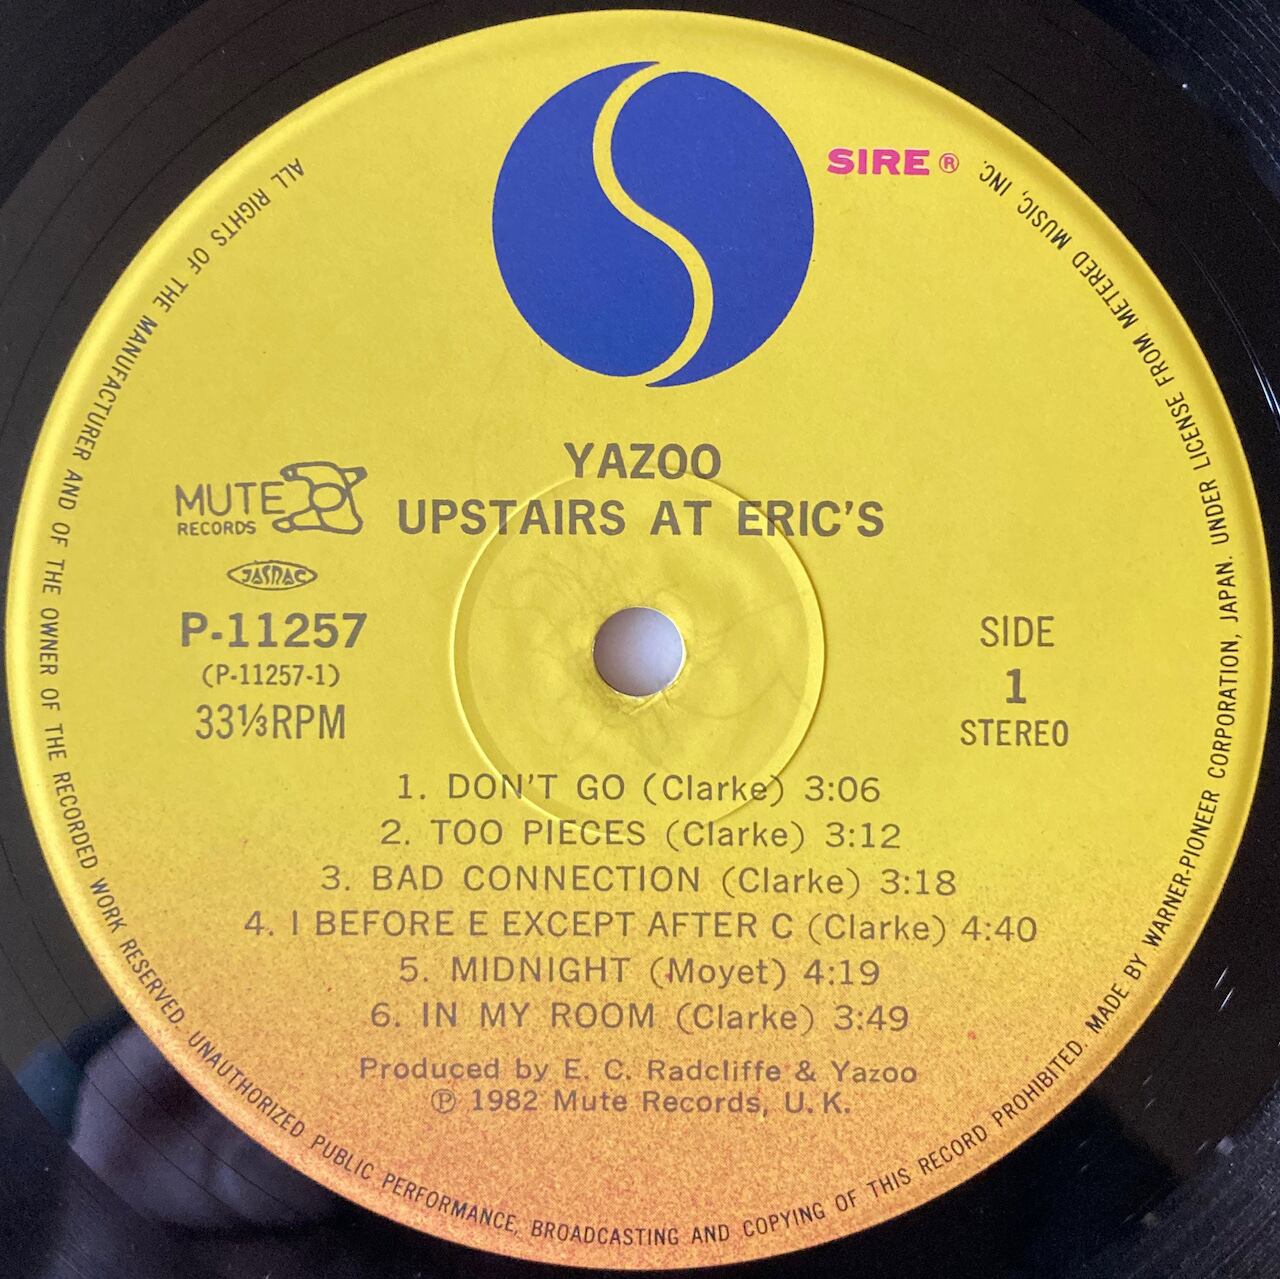 SIRE ®
YAZOO
UPSTAIRS AT ERIC'S
MUTE
RECORDS
JASRAC
P-11257
(P-11257-1)
33⅓RPM
SIDE
1
STEREO
1. DON'T GO (Clarke) 3:06
2. TOO PIECES (Clarke) 3:12
3. BAD CONNECTION (Clarke) 3:18
4. I BEFORE E EXCEPT AFTER C (Clarke) 4:40
5. MIDNIGHT (Moyet) 4:19
6. IN MY ROOM (Clarke) 3:49
Produced by E. C. Radcliffe & Yazoo
℗ 1982 Mute Records, U. K.
ALL RIGHTS OF THE MANUFACTURER AND OF THE OWNER OF THE RECORDED WORK RESERVED. UNAUTHORIZED PUBLIC PERFORMANCE, BROADCASTING AND COPYING OF THIS RECORD PROHIBITED. MADE BY WARNER-PIONEER CORPORATION, JAPAN. UNDER LICENSE FROM METERED MUSIC, INC.